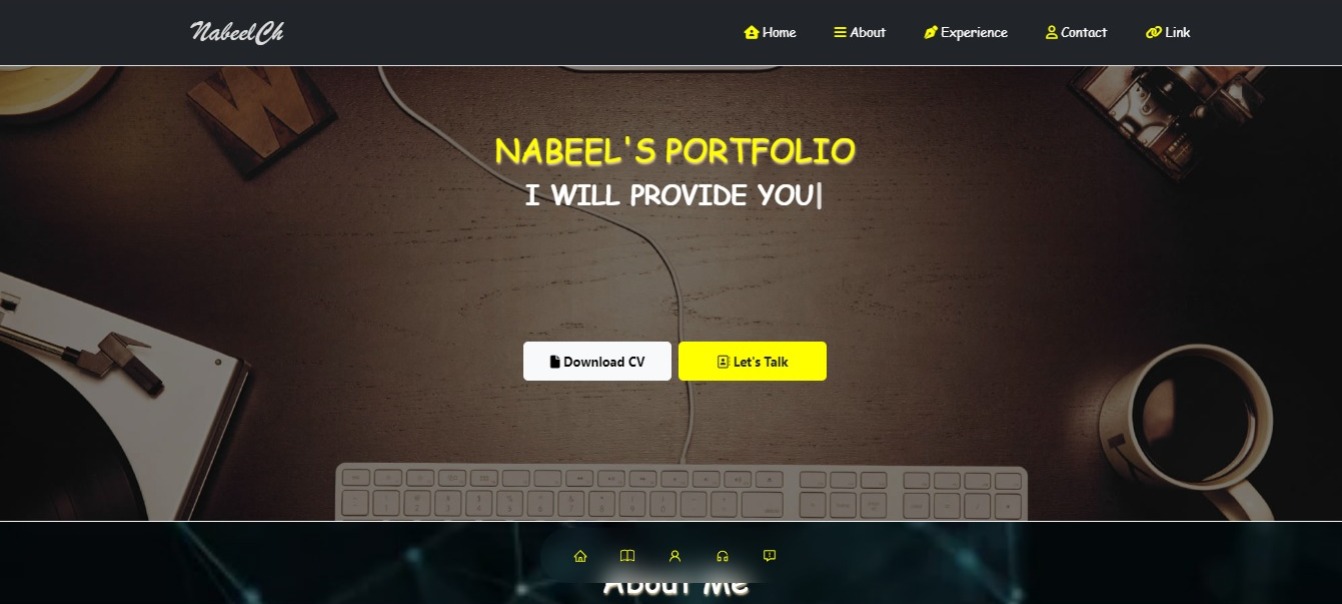 NabeelCh
Home About Experience Contact Link
W
NABEEL'S PORTFOLIO
I WILL PROVIDE YOU|
Download CV Let's Talk
About Me